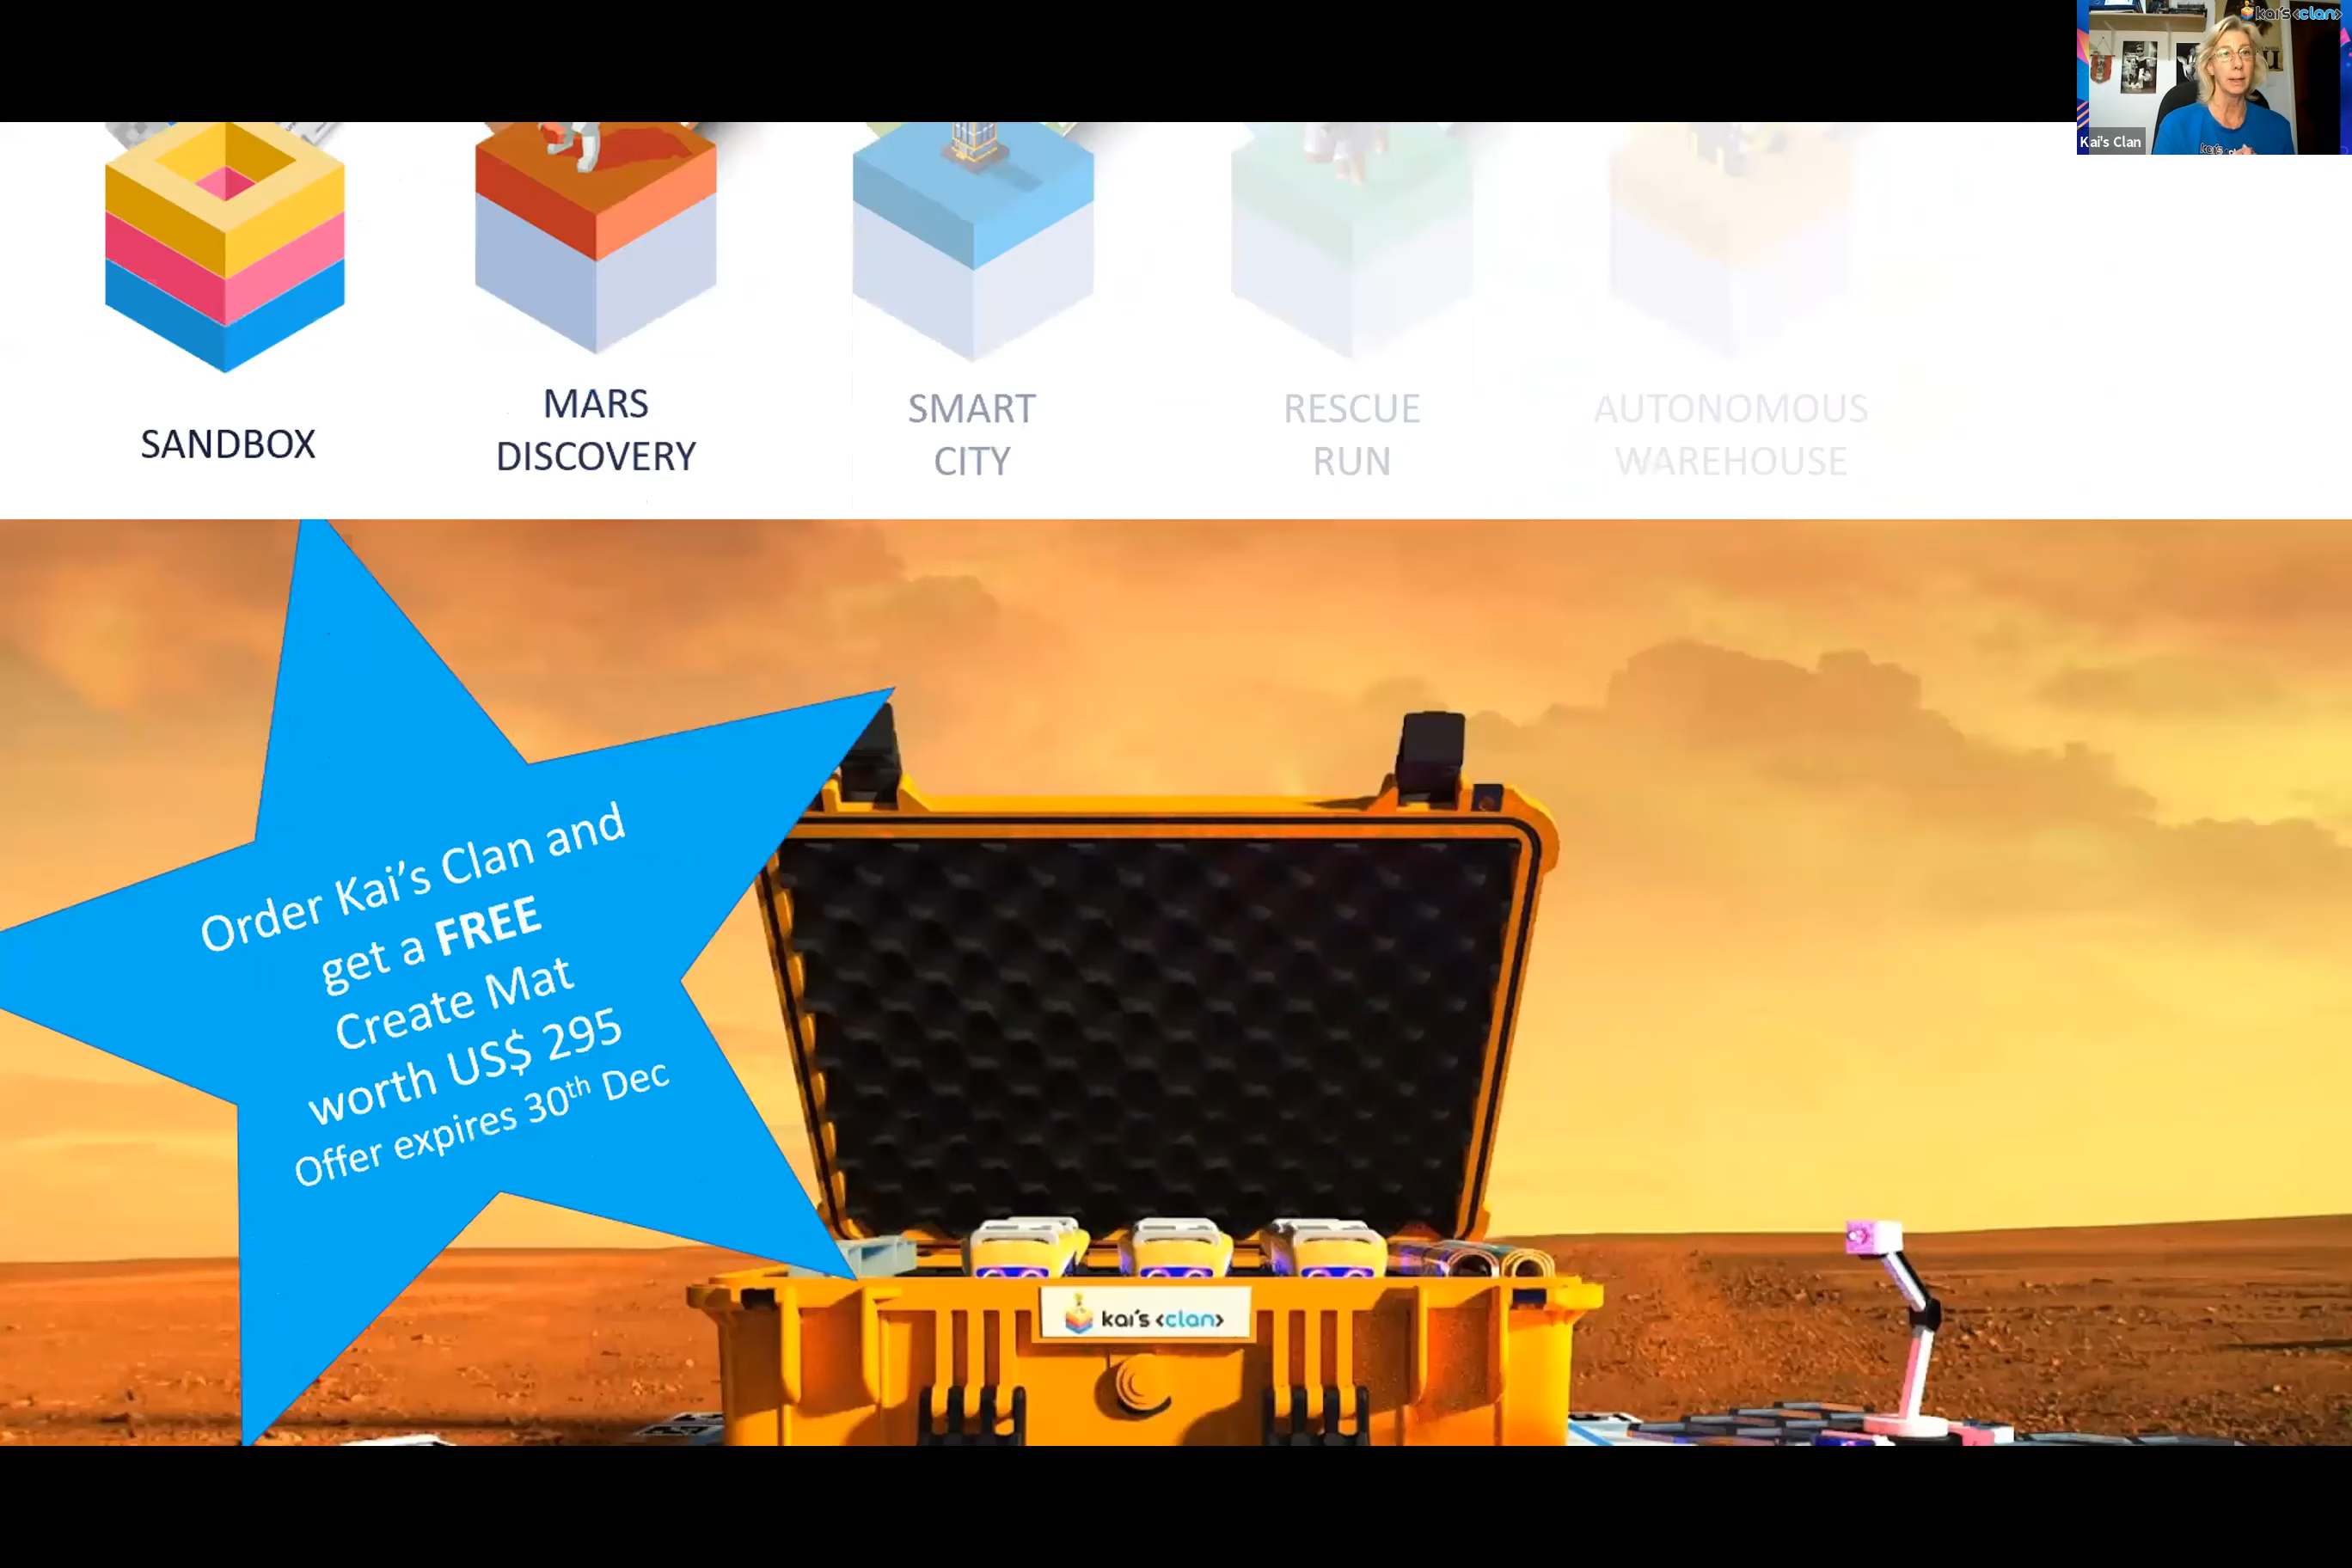 kai's <clan>
Kai's Clan
SANDBOX
MARS
DISCOVERY
SMART
CITY
RESCUE
RUN
AUTONOMOUS
WAREHOUSE
Order Kai's Clan and
get a FREE
Create Mat
worth US$ 295
Offer expires 30th Dec
kai's <clan>